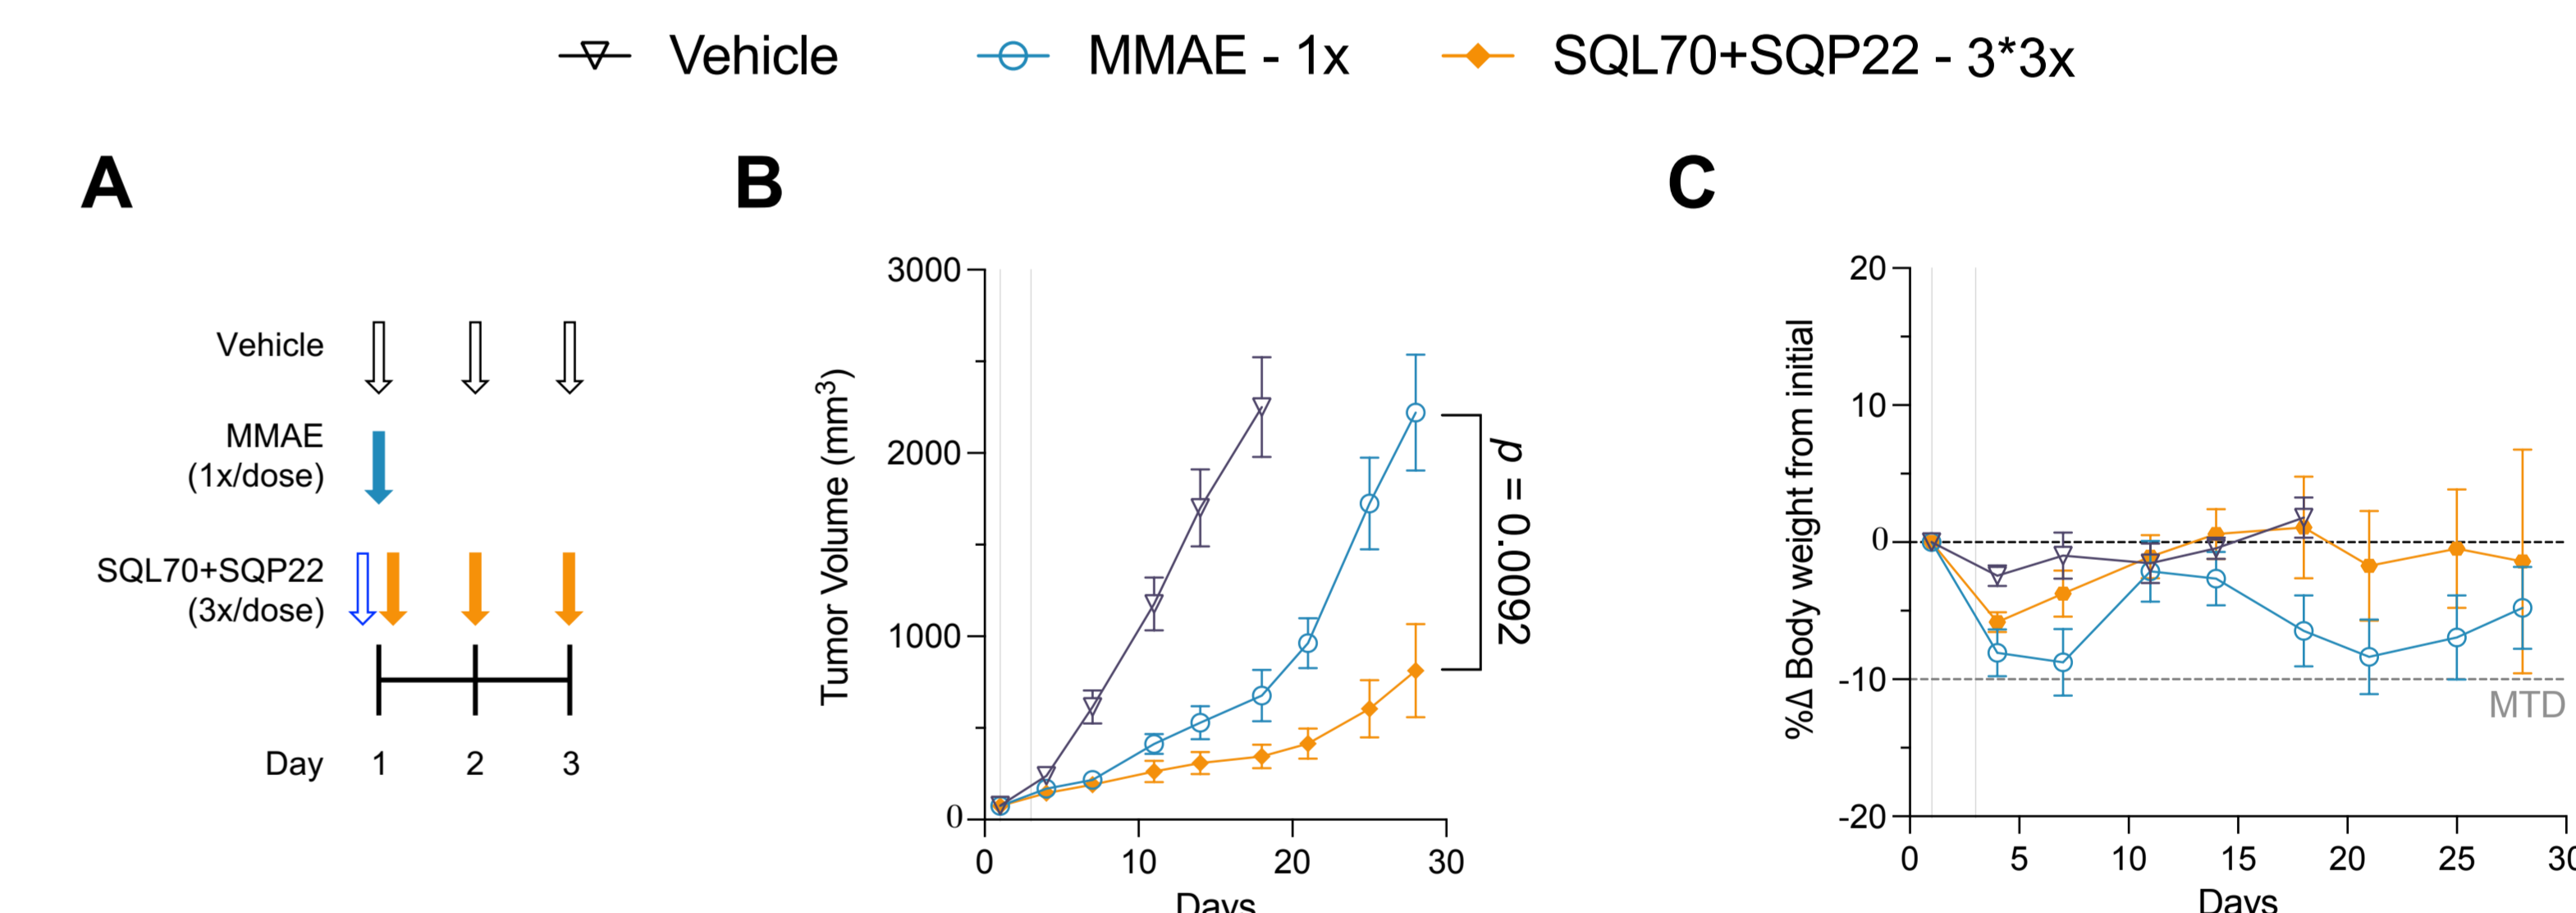 Vehicle MMAE - 1x SQL70+SQP22 - 3*3x
A
Vehicle
MMAE
(1x/dose)
SQL70+SQP22
(3x/dose)
Day 1 2 3
B
Tumor Volume (mm³)
3000
2000
1000
0
0 10 20 30
Days
p = 0.0092
C
%Δ Body weight from initial
20
10
0
-10
-20
MTD
0 5 10 15 20 25 30
Days